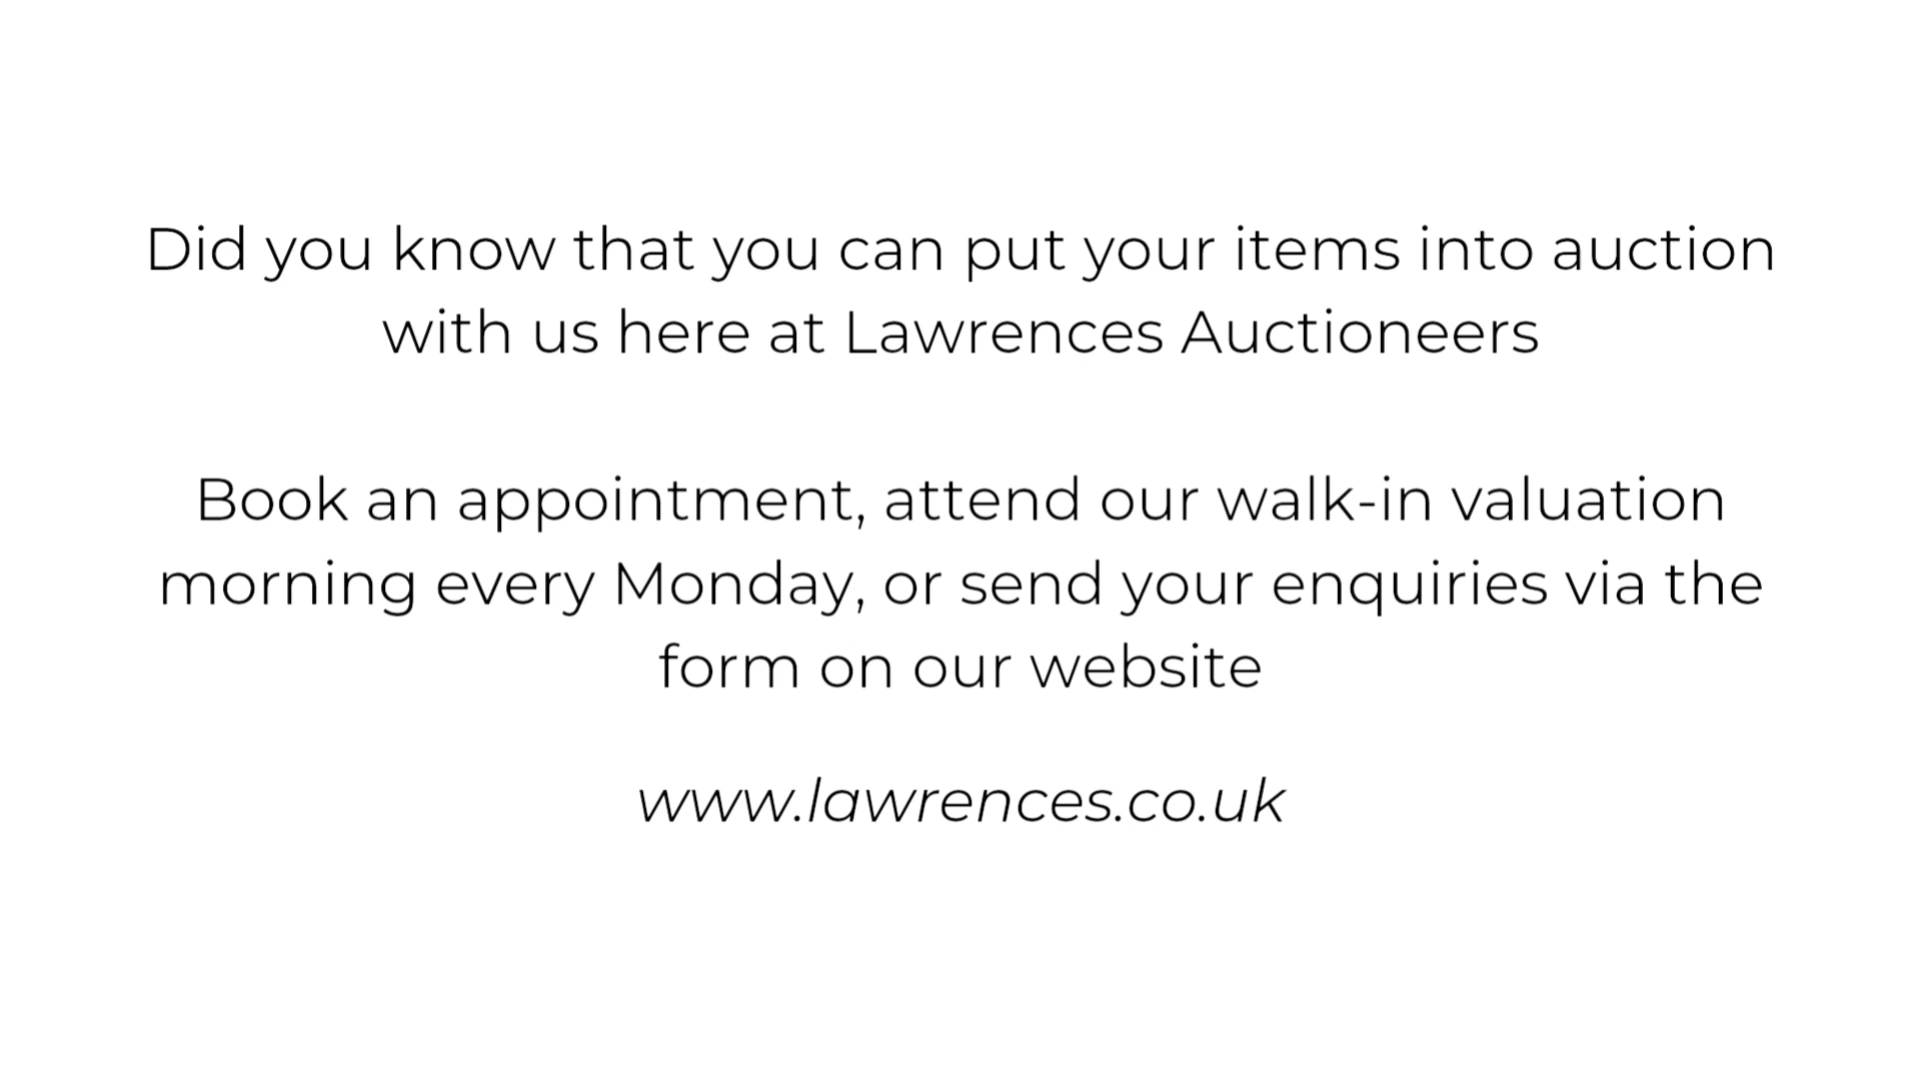 Did you know that you can put your items into auction
with us here at Lawrences Auctioneers
Book an appointment, attend our walk-in valuation
morning every Monday, or send your enquiries via the
form on our website
www.lawrences.co.uk